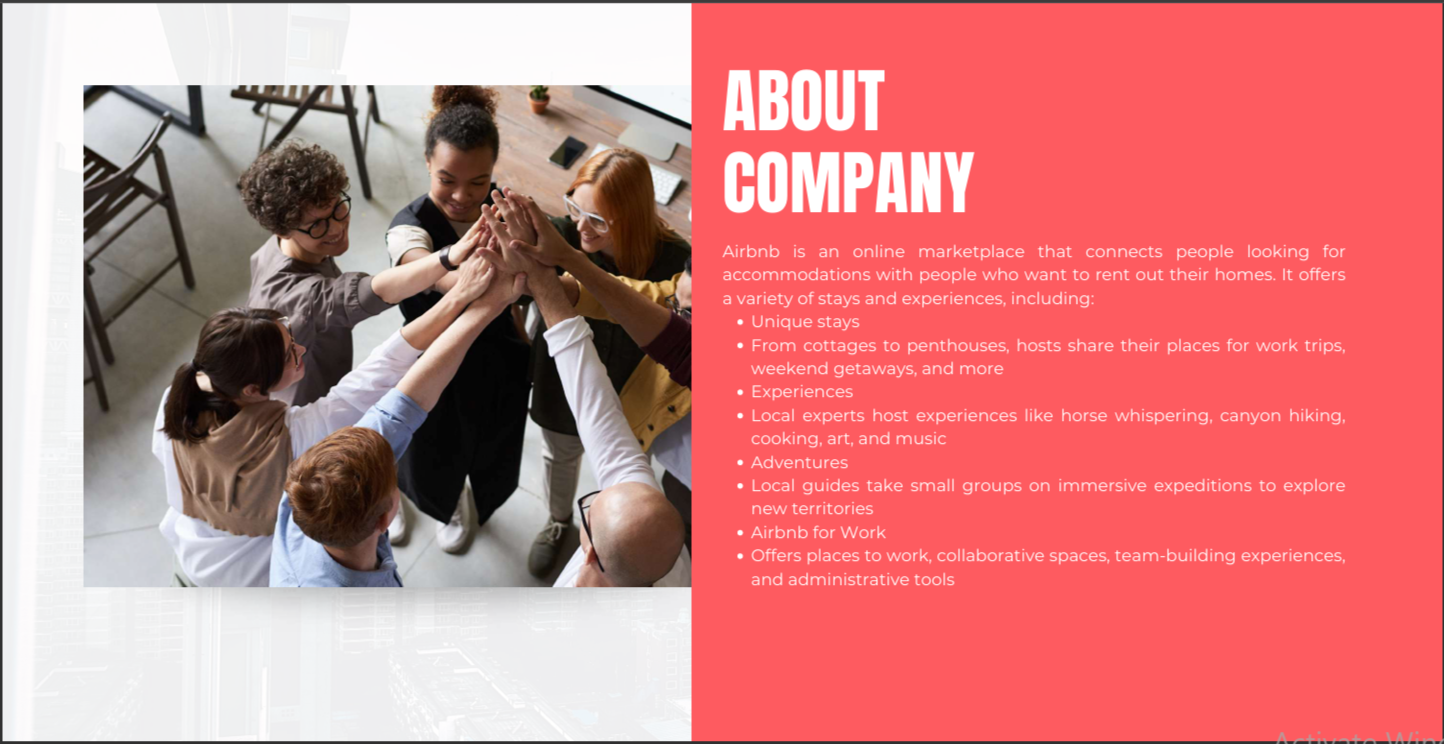 ABOUT
COMPANY
Airbnb is an online marketplace that connects people looking for
accommodations with people who want to rent out their homes. It offers
a variety of stays and experiences, including:
• Unique stays
• From cottages to penthouses, hosts share their places for work trips,
weekend getaways, and more
• Experiences
• Local experts host experiences like horse whispering, canyon hiking,
cooking, art, and music
• Adventures
• Local guides take small groups on immersive expeditions to explore
new territories
• Airbnb for Work
• Offers places to work, collaborative spaces, team-building experiences,
and administrative tools
Activate